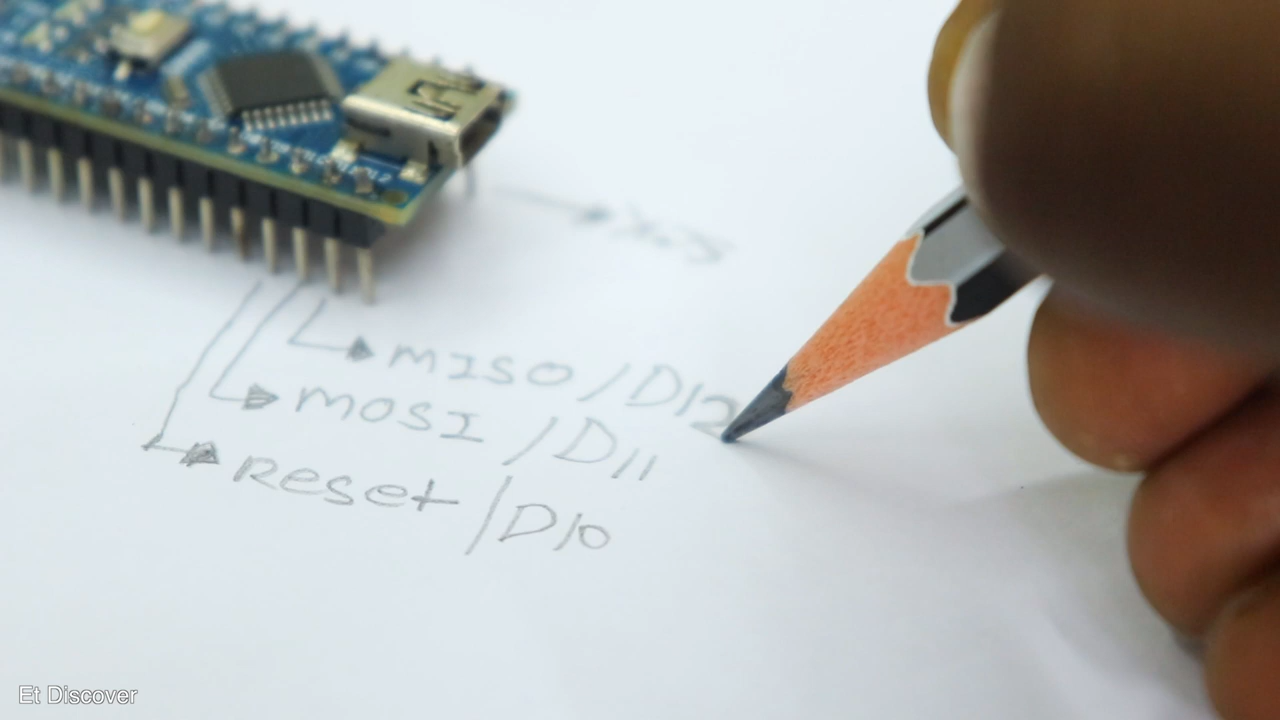 MISO / D12
MOSI / D11
Reset / D10
Et Discover